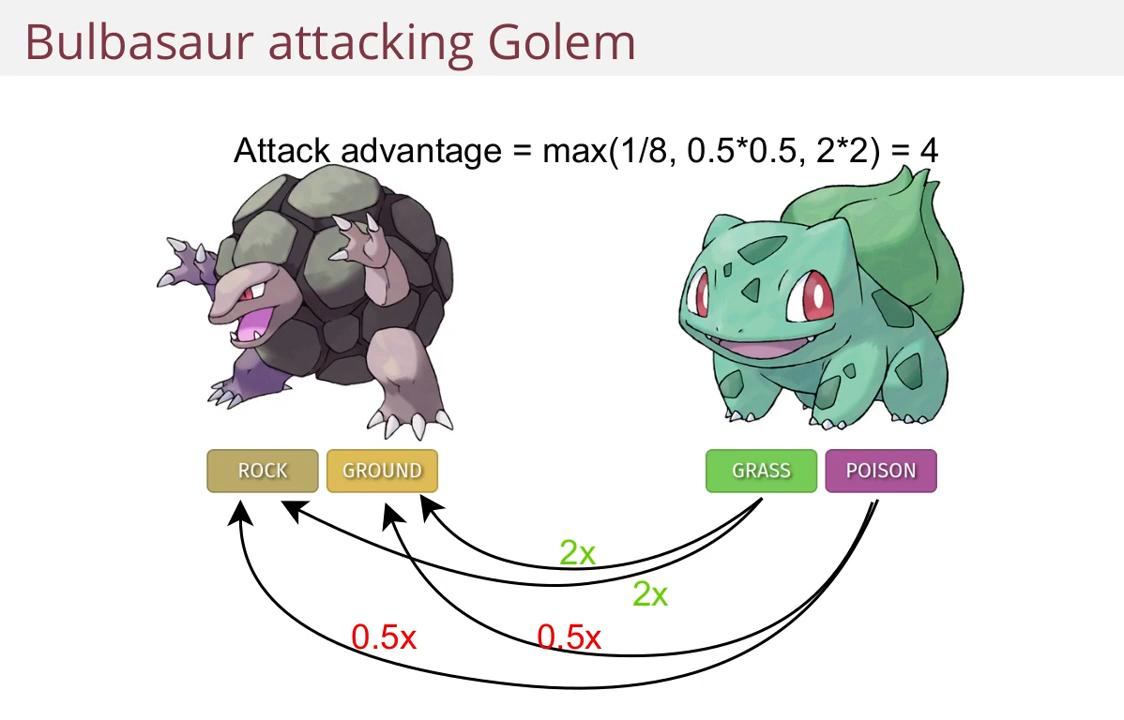 Bulbasaur attacking Golem
Attack advantage = max(1/8, 0.5*0.5, 2*2) = 4
ROCK GROUND GRASS POISON
2x
2x
0.5x 0.5x